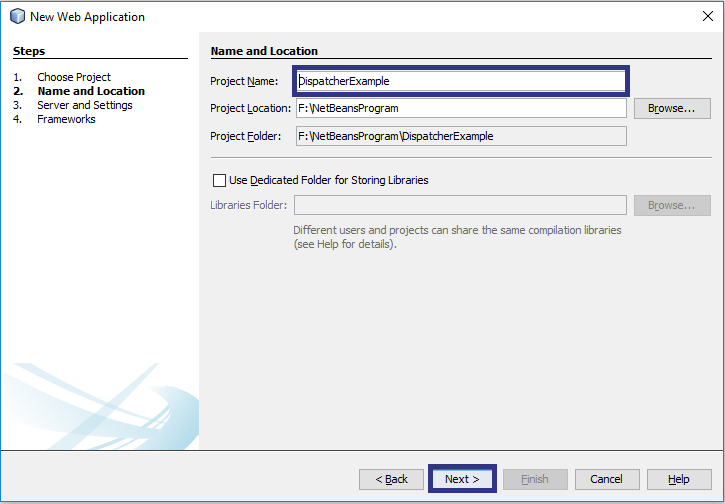 New Web Application
Steps
1. Choose Project
2. Name and Location
3. Server and Settings
4. Frameworks
Name and Location
Project Name: DispatcherExample
Project Location: F:\NetBeansProgram Browse...
Project Folder: F:\NetBeansProgram\DispatcherExample
Use Dedicated Folder for Storing Libraries
Libraries Folder: Browse...
Different users and projects can share the same compilation libraries
(see Help for details).
< Back Next > Finish Cancel Help